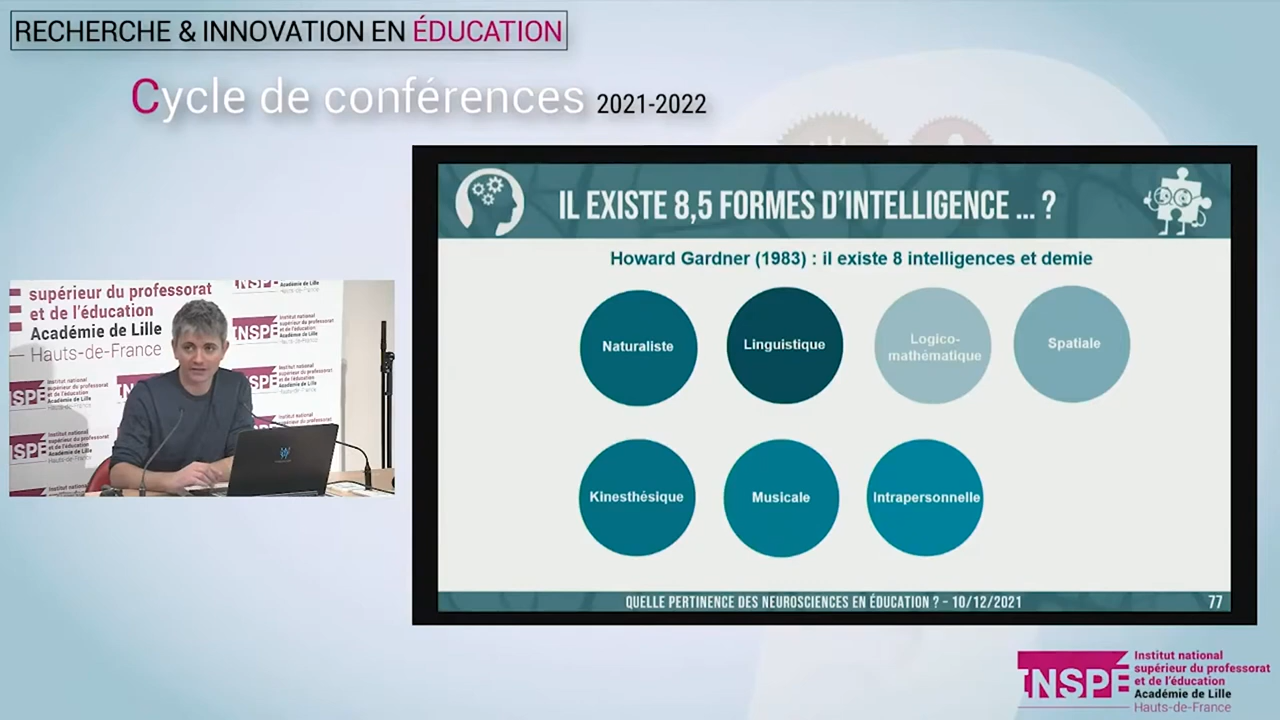 RECHERCHE & INNOVATION EN ÉDUCATION
Cycle de conférences 2021-2022
IL EXISTE 8,5 FORMES D'INTELLIGENCE ... ?
Howard Gardner (1983) : il existe 8 intelligences et demie
Naturaliste
Linguistique
Logico-
mathématique
Spatiale
Kinesthésique
Musicale
Intrapersonnelle
QUELLE PERTINENCE DES NEUROSCIENCES EN ÉDUCATION ? - 10/12/2021
77
supérieur du professorat
et de l'éducation
Académie de Lille
Hauts-de-France
INSPÉ
Institut national
supérieur du professorat
et de l'éducation
Académie de Lille
Hauts-de-France